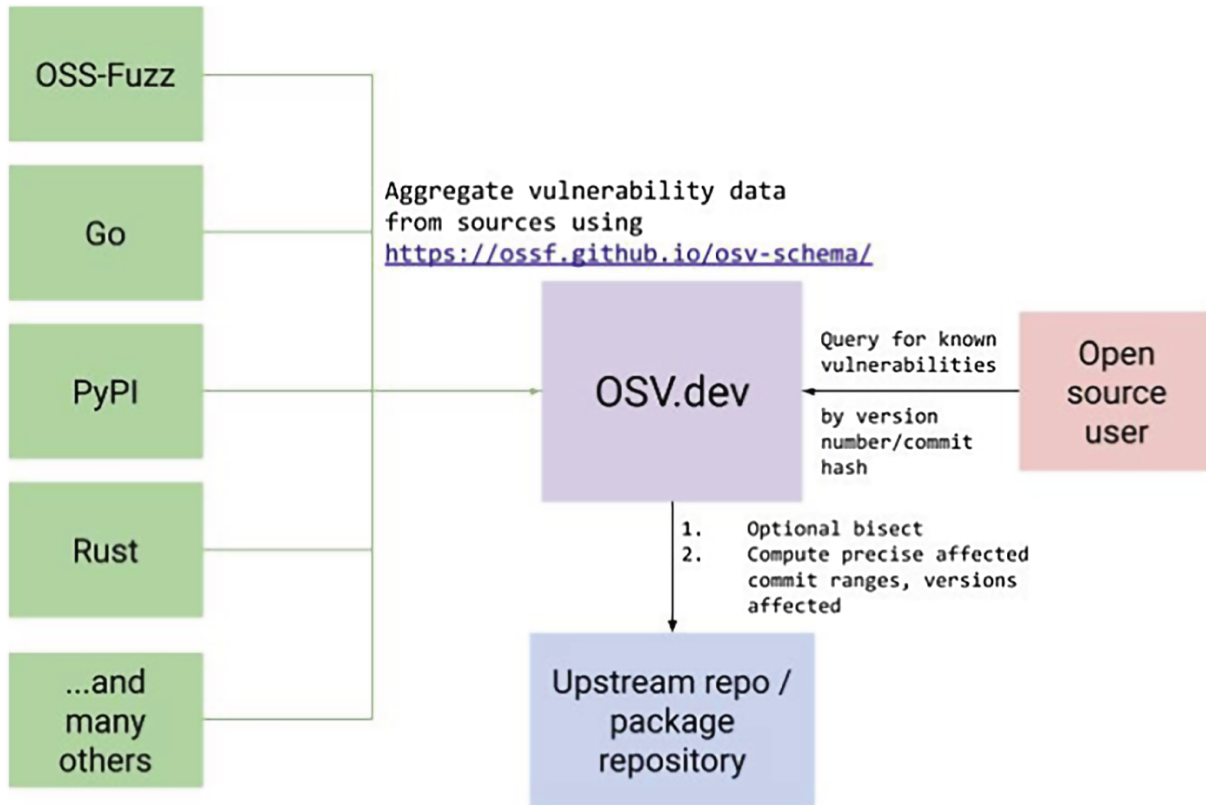 OSS-Fuzz
Go
PyPI
Rust
...and
many
others
Aggregate vulnerability data
from sources using
https://ossf.github.io/osv-schema/
OSV.dev
Query for known
vulnerabilities
by version
number/commit
hash
Open
source
user
1. Optional bisect
2. Compute precise affected
commit ranges, versions
affected
Upstream repo /
package
repository